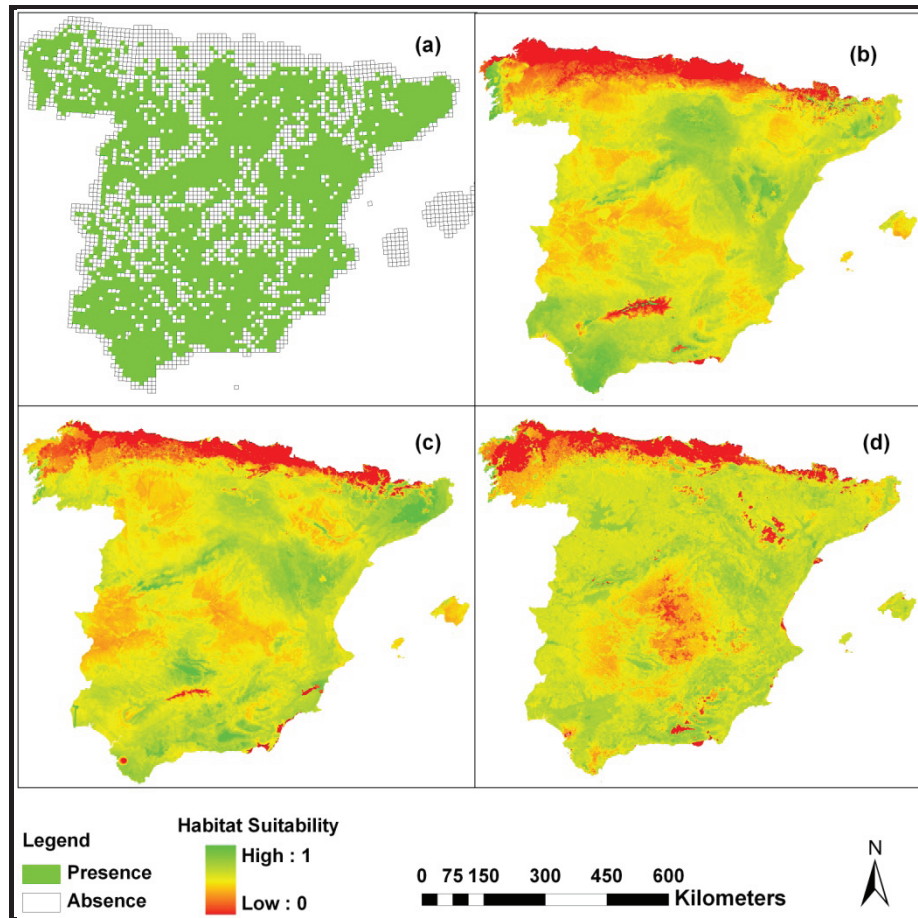 (a)
(b)
(c)
(d)
Legend
Presence
Absence
Habitat Suitability
High : 1
Low : 0
0 75 150 300 450 600
Kilometers
N